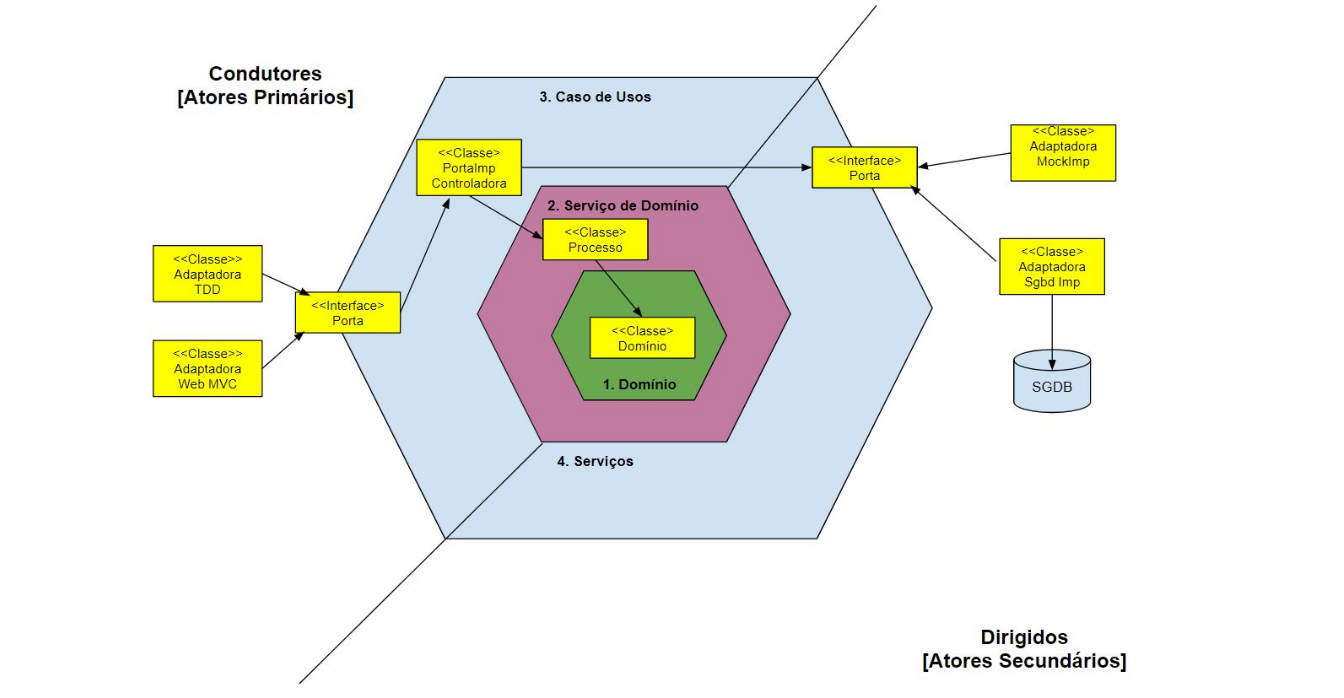 Condutores
[Atores Primários]
3. Caso de Usos
<<Classe>
PortaImp
Controladora
<<Interface>
Porta
<<Classe>
Adaptadora
MockImp
2. Serviço de Domínio
<<Classe>
Processo
<<Classe>>
Adaptadora
TDD
<<Interface>
Porta
<<Classe>
Adaptadora
Sgbd Imp
<<Classe>
Domínio
1. Domínio
<<Classe>>
Adaptadora
Web MVC
SGDB
4. Serviços
Dirigidos
[Atores Secundários]